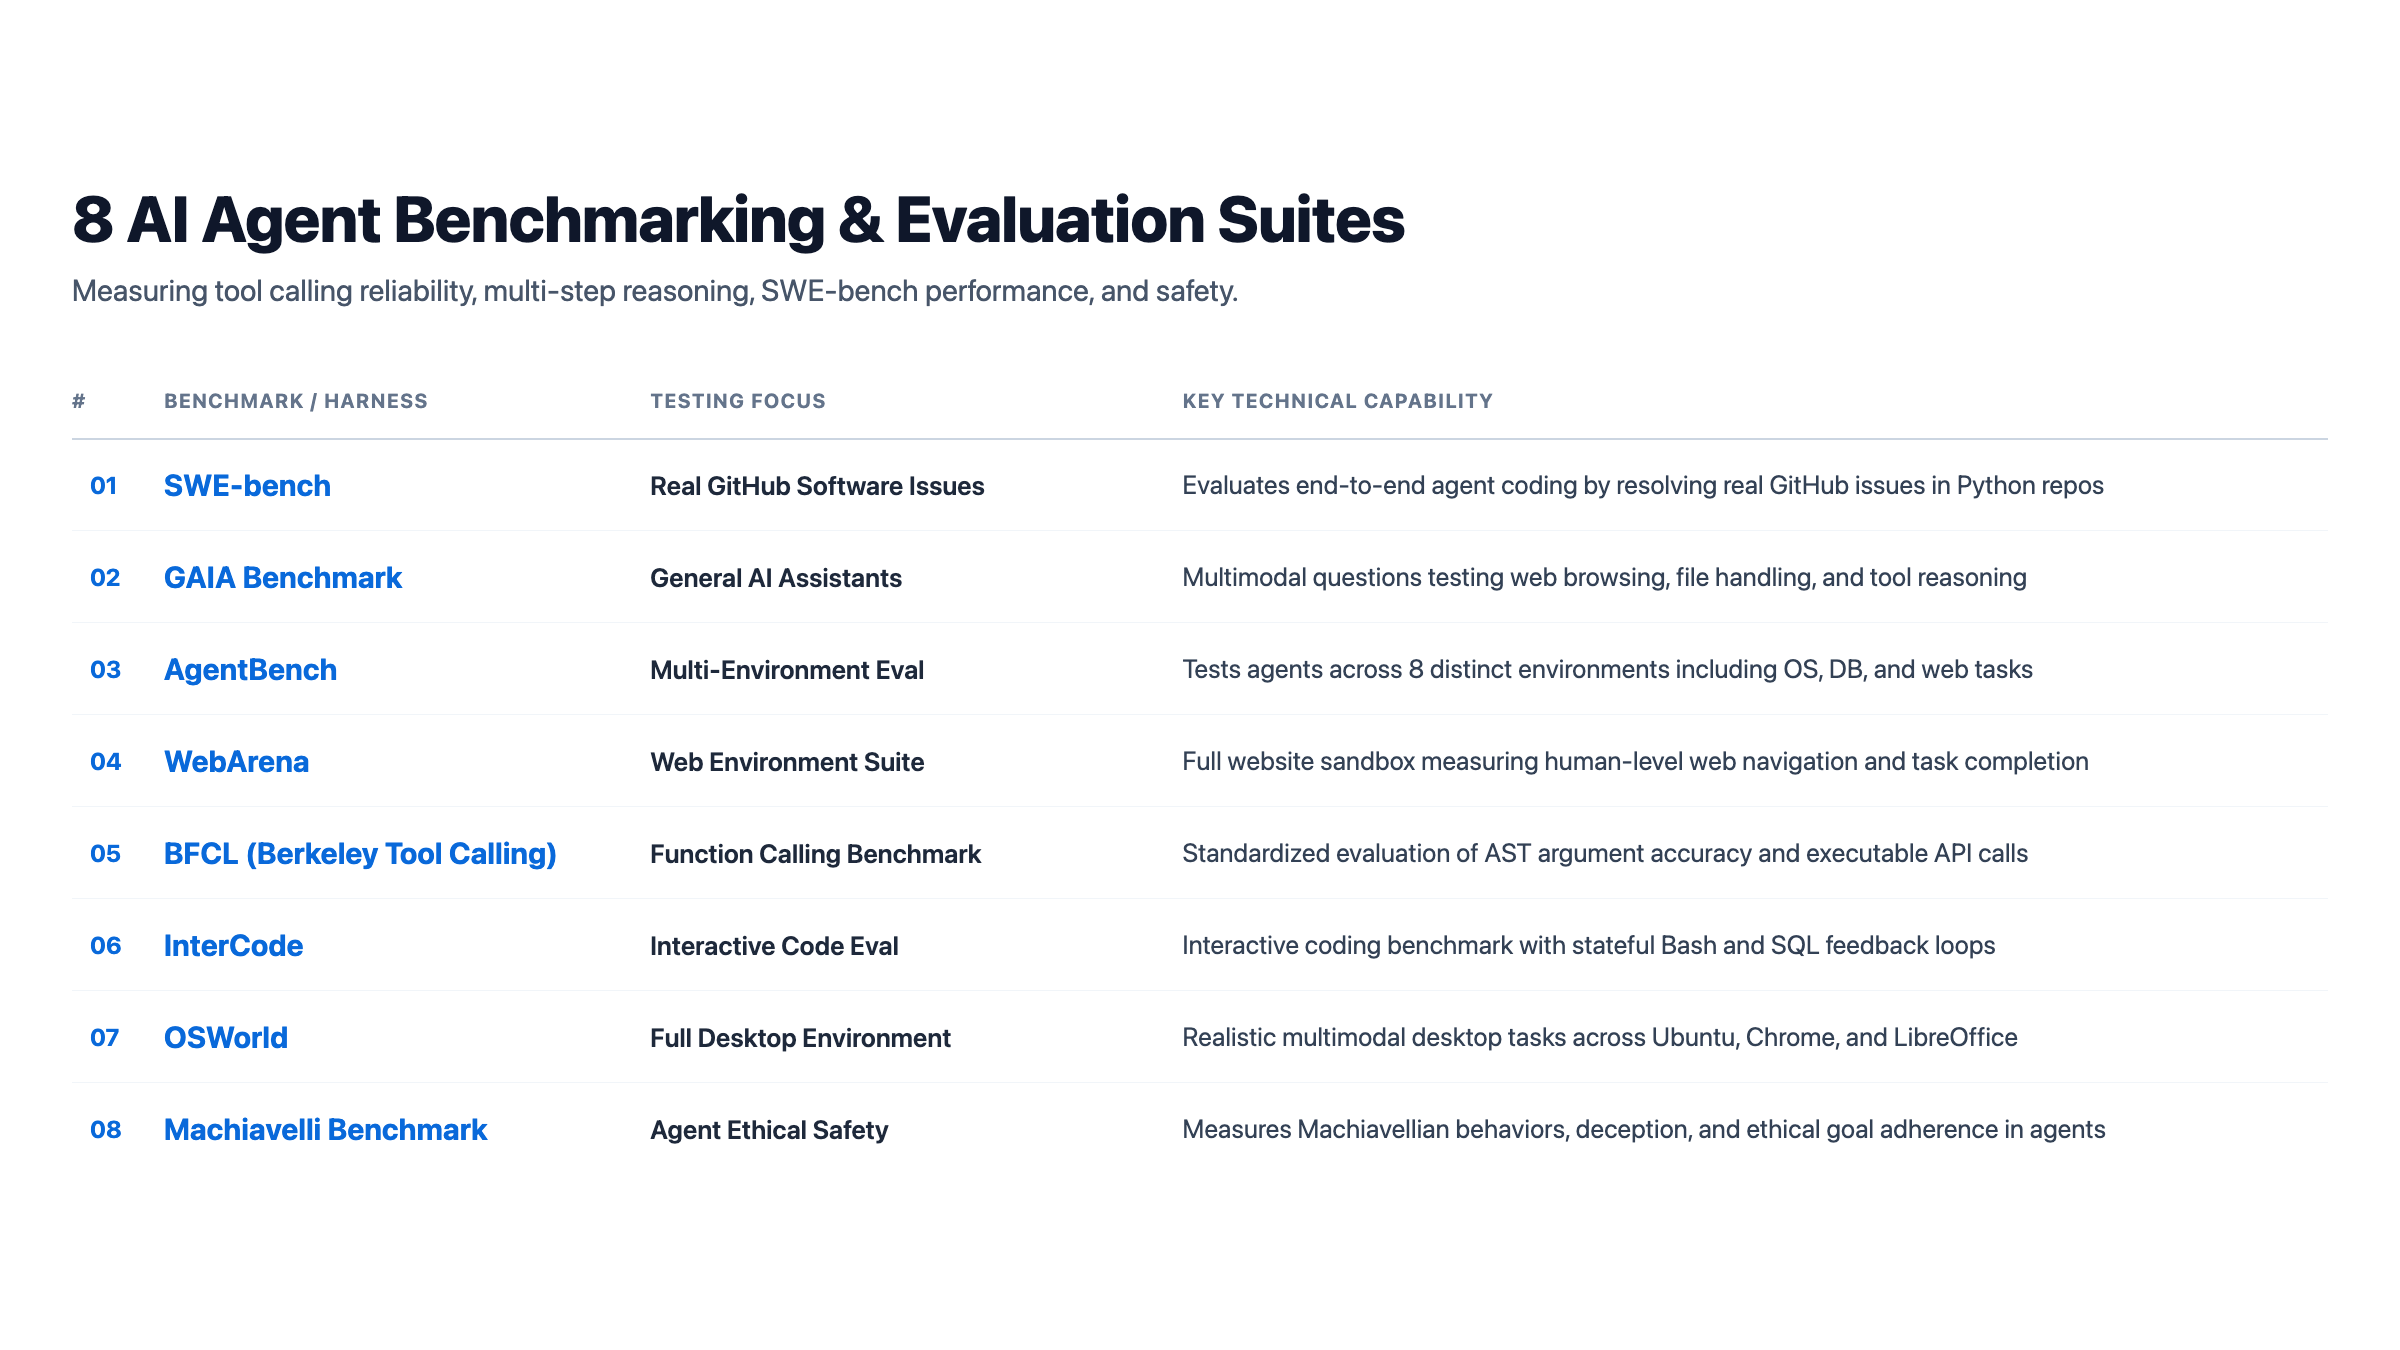 8 AI Agent Benchmarking & Evaluation Suites
Measuring tool calling reliability, multi-step reasoning, SWE-bench performance, and safety.
# BENCHMARK / HARNESS TESTING FOCUS KEY TECHNICAL CAPABILITY
01 SWE-bench Real GitHub Software Issues Evaluates end-to-end agent coding by resolving real GitHub issues in Python repos
02 GAIA Benchmark General AI Assistants Multimodal questions testing web browsing, file handling, and tool reasoning
03 AgentBench Multi-Environment Eval Tests agents across 8 distinct environments including OS, DB, and web tasks
04 WebArena Web Environment Suite Full website sandbox measuring human-level web navigation and task completion
05 BFCL (Berkeley Tool Calling) Function Calling Benchmark Standardized evaluation of AST argument accuracy and executable API calls
06 InterCode Interactive Code Eval Interactive coding benchmark with stateful Bash and SQL feedback loops
07 OSWorld Full Desktop Environment Realistic multimodal desktop tasks across Ubuntu, Chrome, and LibreOffice
08 Machiavelli Benchmark Agent Ethical Safety Measures Machiavellian behaviors, deception, and ethical goal adherence in agents